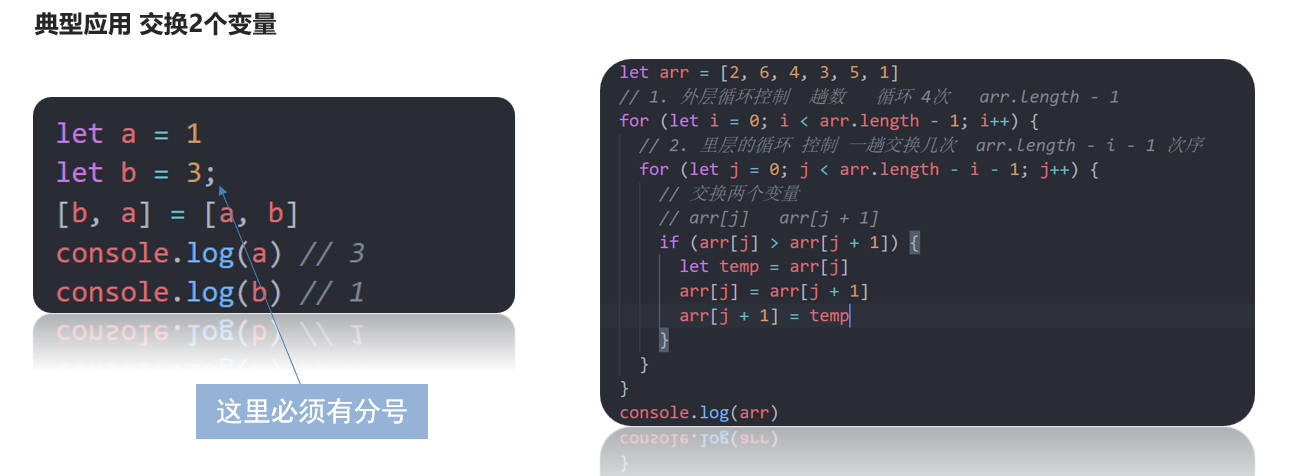 典型应用 交换2个变量
let a = 1
let b = 3;
[b, a] = [a, b]
console.log(a) // 3
console.log(b) // 1
这里必须有分号
let arr = [2, 6, 4, 3, 5, 1]
// 1. 外层循环控制 趟数 循环 4次 arr.length - 1
for (let i = 0; i < arr.length - 1; i++) {
// 2. 里层的循环 控制 一趟交换几次 arr.length - i - 1 次序
for (let j = 0; j < arr.length - i - 1; j++) {
// 交换两个变量
// arr[j] arr[j + 1]
if (arr[j] > arr[j + 1]) {
let temp = arr[j]
arr[j] = arr[j + 1]
arr[j + 1] = temp
}
}
}
console.log(arr)